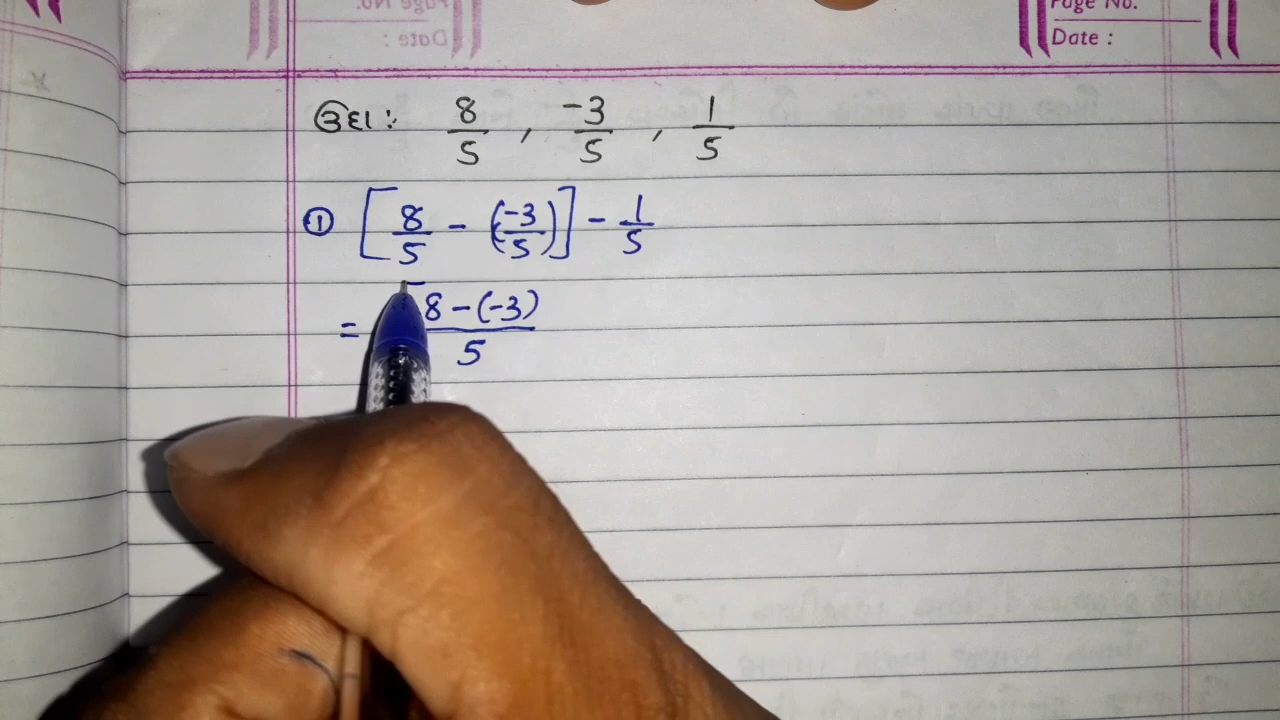 Page No.
Date :
ઉદા: 8/5 , -3/5 , 1/5
① [8/5 - (-3/5)] - 1/5
= [8-(-3)/5